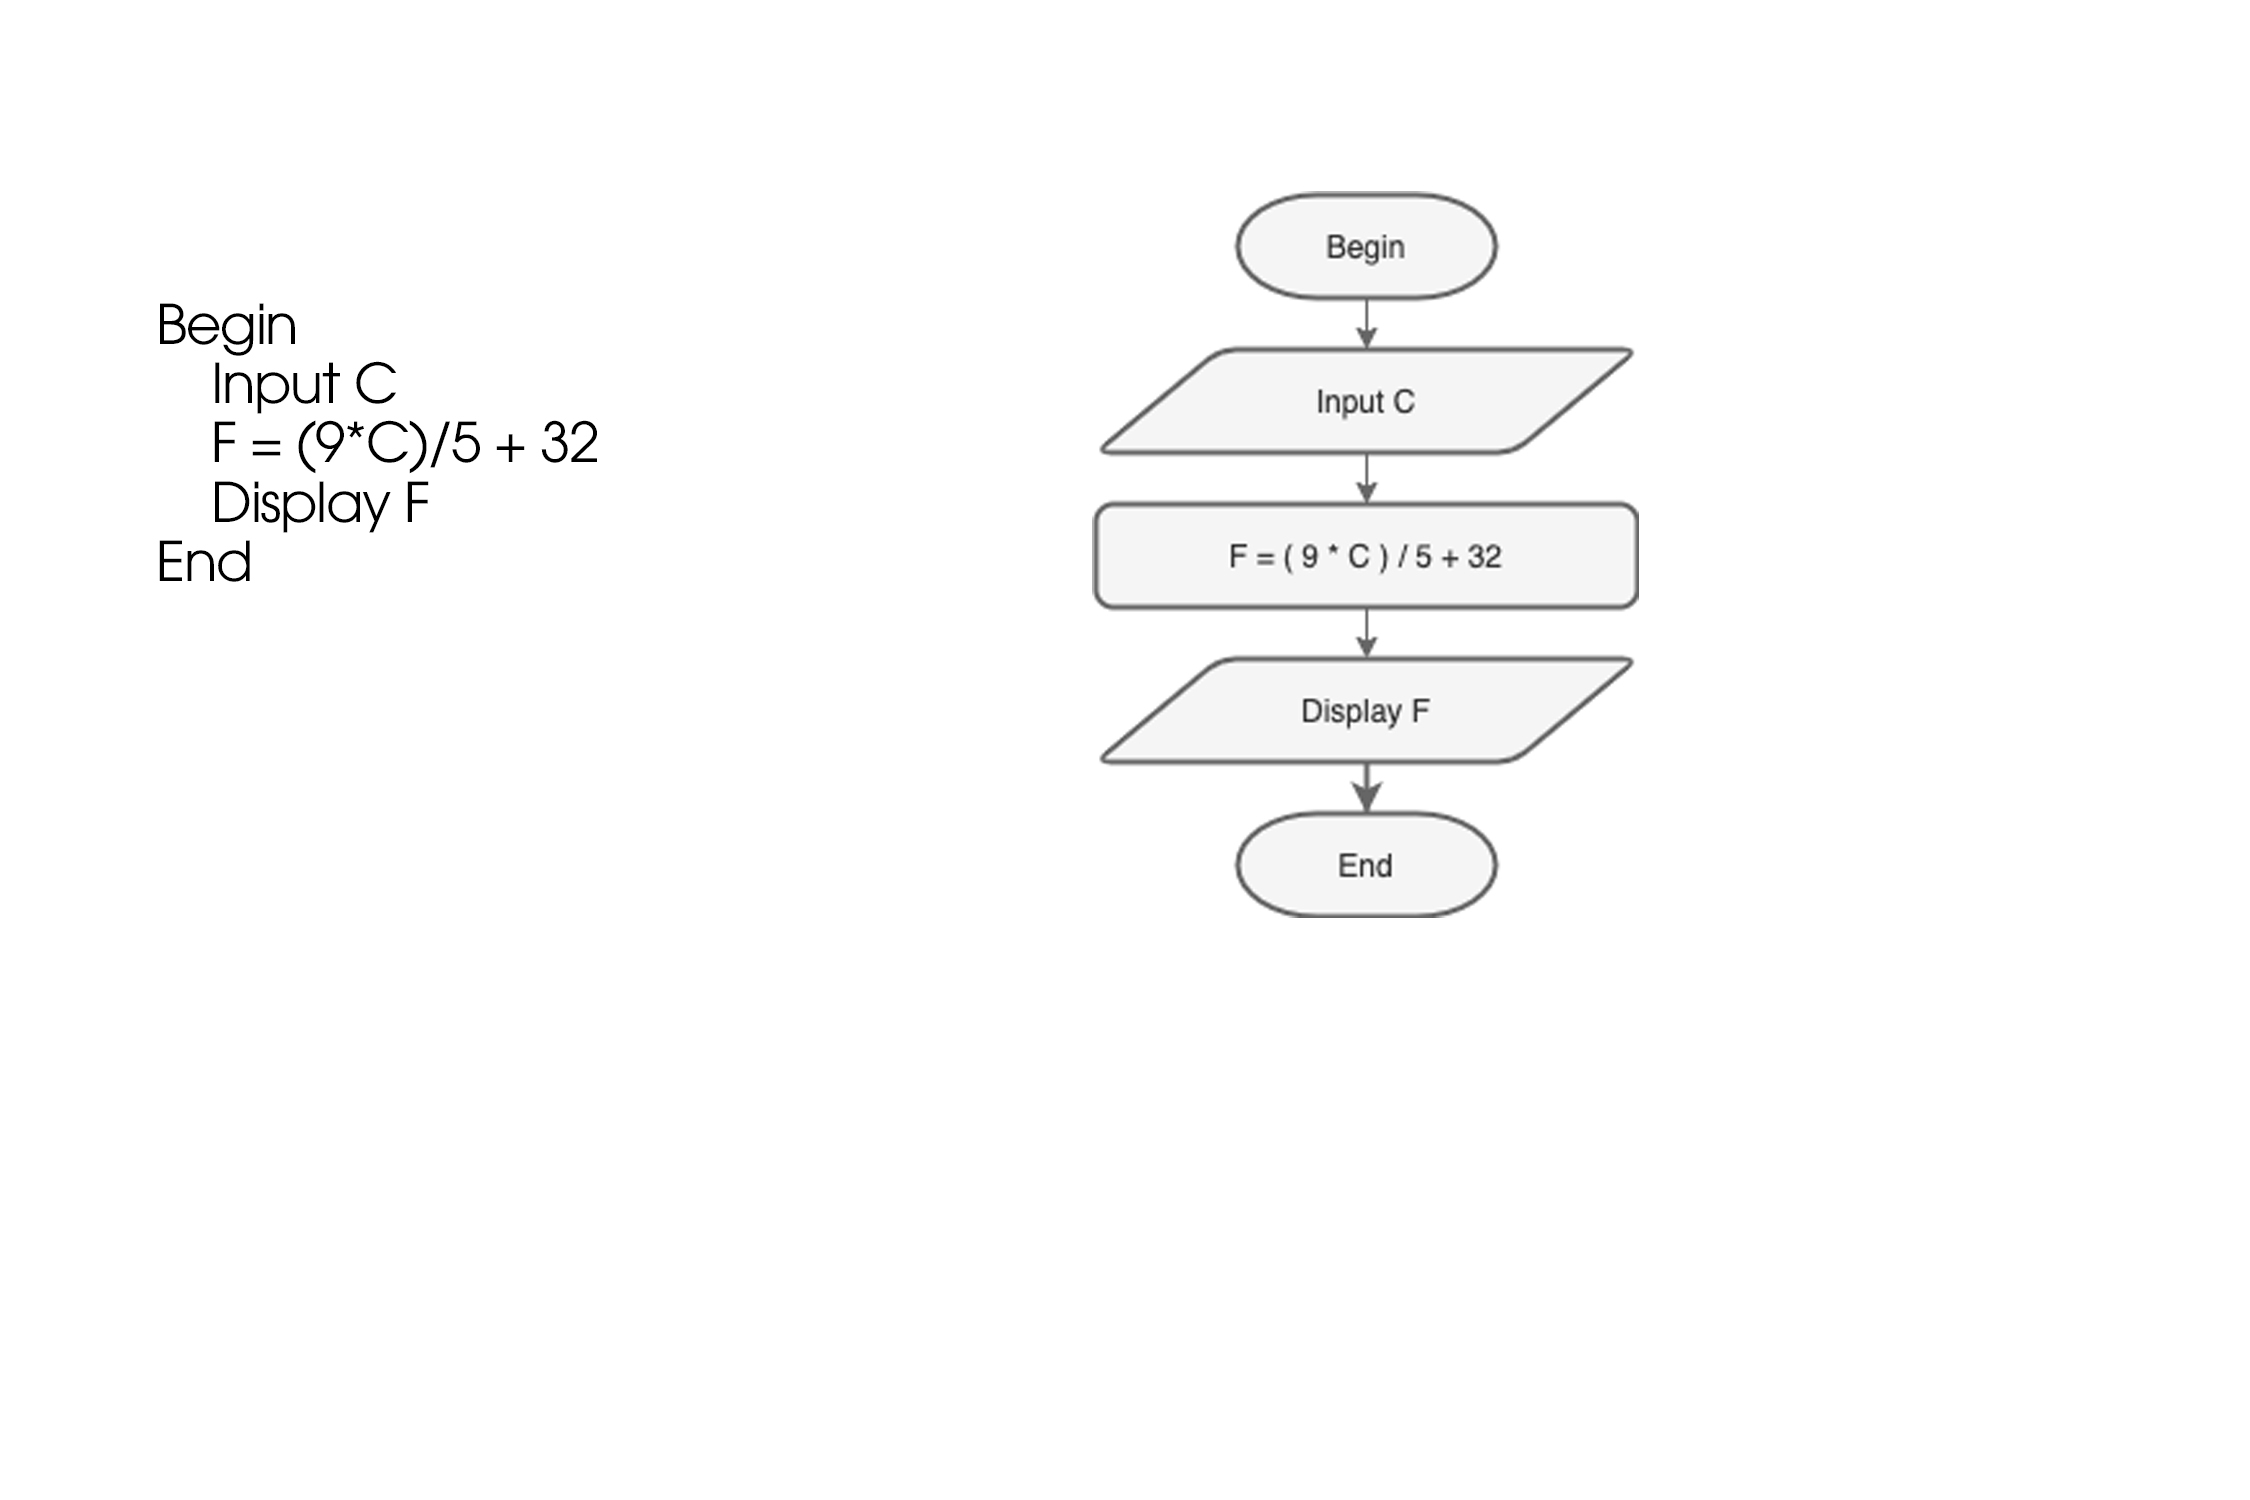 Begin
Input C
F = (9*C)/5 + 32
Display F
End
Begin
Input C
F = ( 9 * C ) / 5 + 32
Display F
End